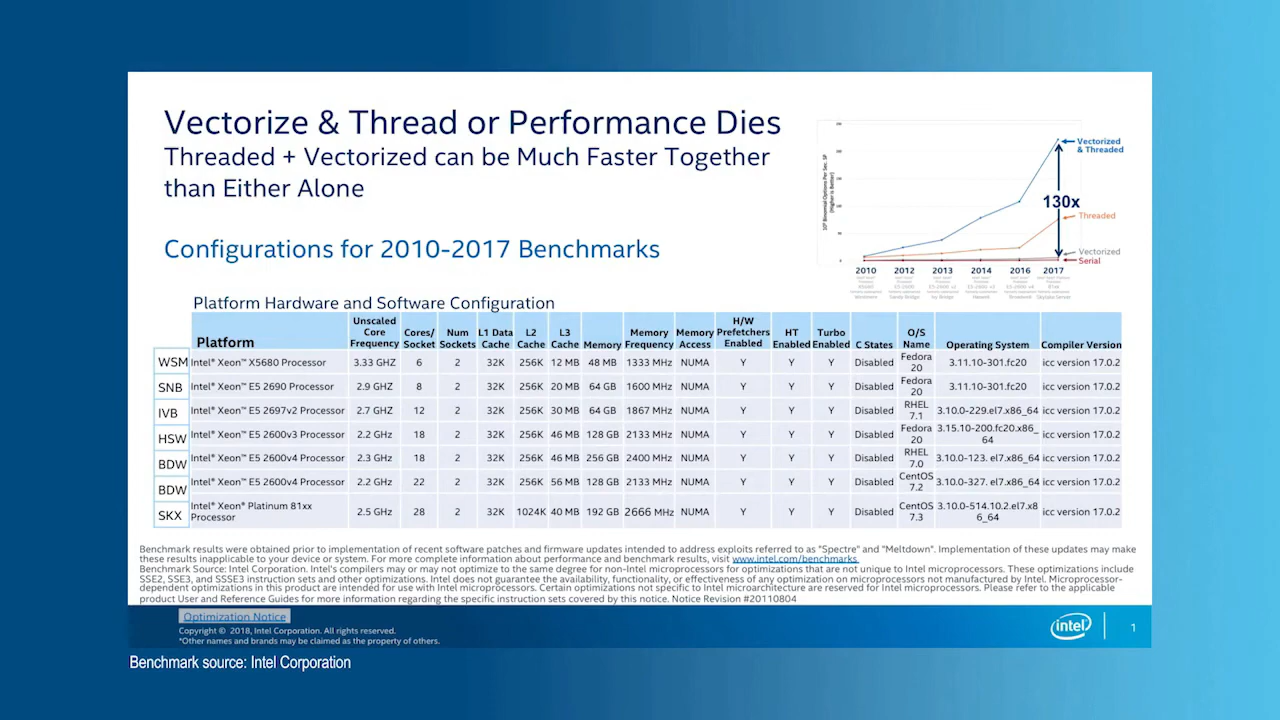 Vectorize & Thread or Performance Dies
Threaded + Vectorized can be Much Faster Together
than Either Alone
Configurations for 2010-2017 Benchmarks
(Higher is Better)
Vectorized
& Threaded
130x
Threaded
Vectorized
Serial
2010 2012 2013 2014 2016 2017
Platform Hardware and Software Configuration
Platform Unscaled Core Frequency Cores/ Socket Num Sockets L1 Data Cache L2 Cache L3 Cache Memory Memory Frequency Memory Access H/W Prefetchers Enabled HT Enabled Turbo Enabled C States O/S Name Operating System Compiler Version
WSM Intel® Xeon™ X5680 Processor 3.33 GHZ 6 2 32K 256K 12 MB 48 MB 1333 MHz NUMA Y Y Y Disabled Fedora 20 3.11.10-301.fc20 icc version 17.0.2
SNB Intel® Xeon™ E5 2690 Processor 2.9 GHZ 8 2 32K 256K 20 MB 64 GB 1600 MHz NUMA Y Y Y Disabled Fedora 20 3.11.10-301.fc20 icc version 17.0.2
IVB Intel® Xeon™ E5 2697v2 Processor 2.7 GHZ 12 2 32K 256K 30 MB 64 GB 1867 MHz NUMA Y Y Y Disabled RHEL 7.1 3.10.0-229.el7.x86_64 icc version 17.0.2
HSW Intel® Xeon™ E5 2600v3 Processor 2.2 GHz 18 2 32K 256K 46 MB 128 GB 2133 MHz NUMA Y Y Y Disabled Fedora 20 3.15.10-200.fc20.x86_64 icc version 17.0.2
BDW Intel® Xeon™ E5 2600v4 Processor 2.3 GHz 18 2 32K 256K 46 MB 256 GB 2400 MHz NUMA Y Y Y Disabled RHEL 7.0 3.10.0-123. el7.x86_64 icc version 17.0.2
BDW Intel® Xeon™ E5 2600v4 Processor 2.2 GHz 22 2 32K 256K 56 MB 128 GB 2133 MHz NUMA Y Y Y Disabled CentOS 7.2 3.10.0-327. el7.x86_64 icc version 17.0.2
SKX Intel® Xeon® Platinum 81xx Processor 2.5 GHz 28 2 32K 1024K 40 MB 192 GB 2666 MHz NUMA Y Y Y Disabled CentOS 7.3 3.10.0-514.10.2.el7.x86_64 icc version 17.0.2
Benchmark results were obtained prior to implementation of recent software patches and firmware updates intended to address exploits referred to as "Spectre" and "Meltdown". Implementation of these updates may make
these results inapplicable to your device or system. For more complete information about performance and benchmark results, visit www.intel.com/benchmarks
Benchmark Source: Intel Corporation. Intel's compilers may or may not optimize to the same degree for non-Intel microprocessors for optimizations that are not unique to Intel microprocessors. These optimizations include
SSE2, SSE3, and SSSE3 instruction sets and other optimizations. Intel does not guarantee the availability, functionality, or effectiveness of any optimization on microprocessors not manufactured by Intel. Microprocessor-
dependent optimizations in this product are intended for use with Intel microprocessors. Certain optimizations not specific to Intel microarchitecture are reserved for Intel microprocessors. Please refer to the applicable
product User and Reference Guides for more information regarding the specific instruction sets covered by this notice. Notice Revision #20110804
Optimization Notice
Copyright © 2018, Intel Corporation. All rights reserved.
*Other names and brands may be claimed as the property of others.
intel
1
Benchmark source: Intel Corporation